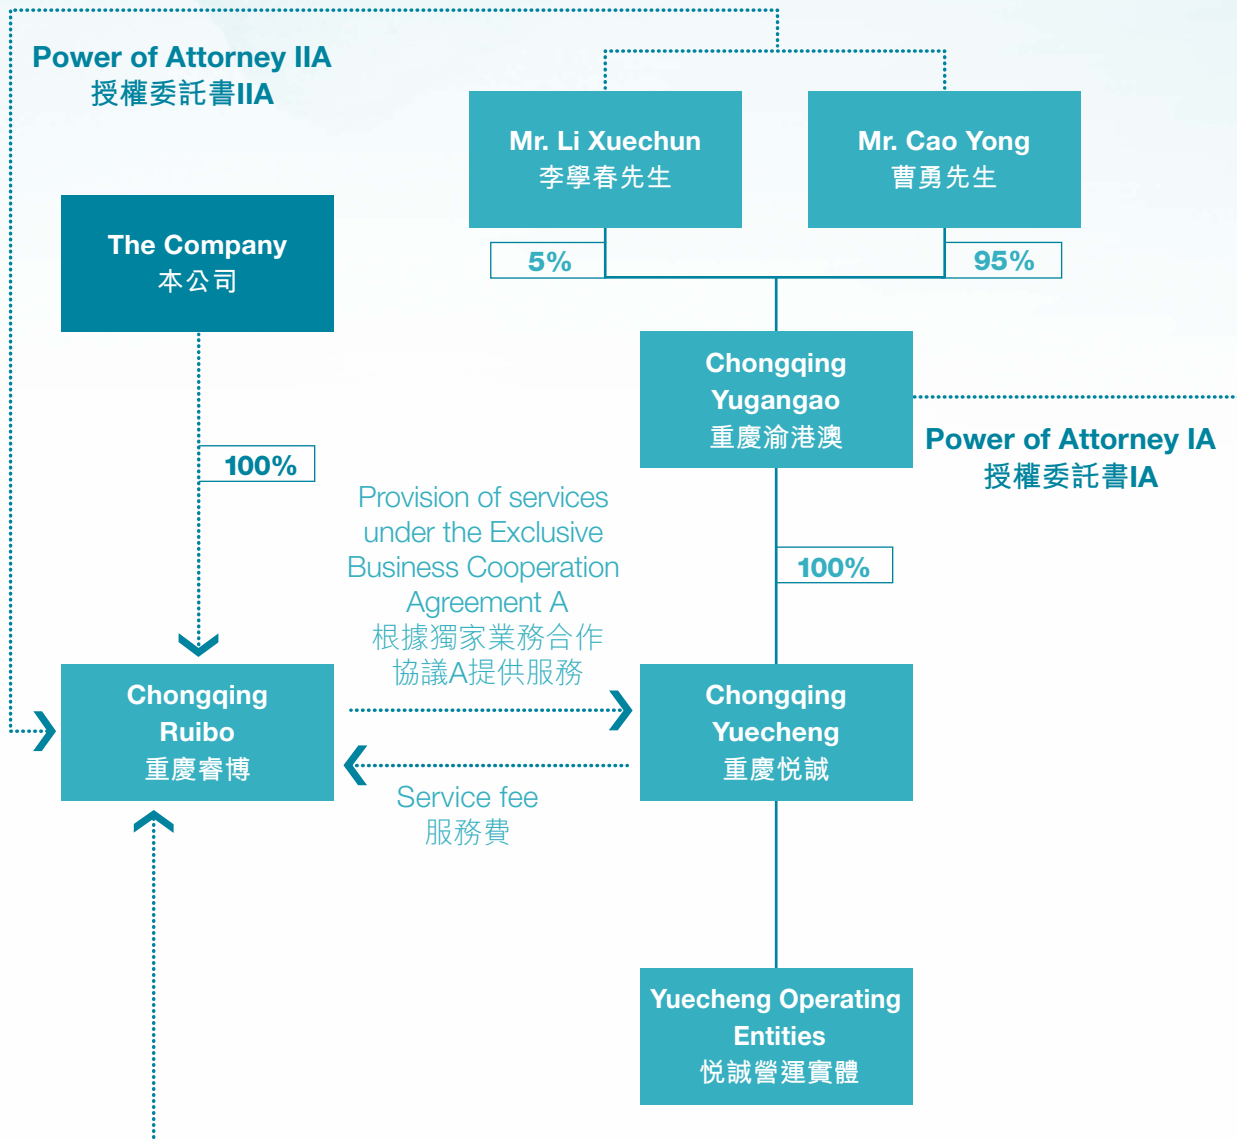 Power of Attorney IIA
授權委託書IIA
Mr. Li Xuechun
李學春先生
Mr. Cao Yong
曹勇先生
The Company
本公司
5%
95%
Chongqing
Yugangao
重慶渝港澳
Power of Attorney IA
授權委託書IA
100%
Provision of services
under the Exclusive
Business Cooperation
Agreement A
根據獨家業務合作
協議A提供服務
100%
Chongqing
Ruibo
重慶睿博
Chongqing
Yuecheng
重慶悦誠
Service fee
服務費
Yuecheng Operating
Entities
悦誠營運實體